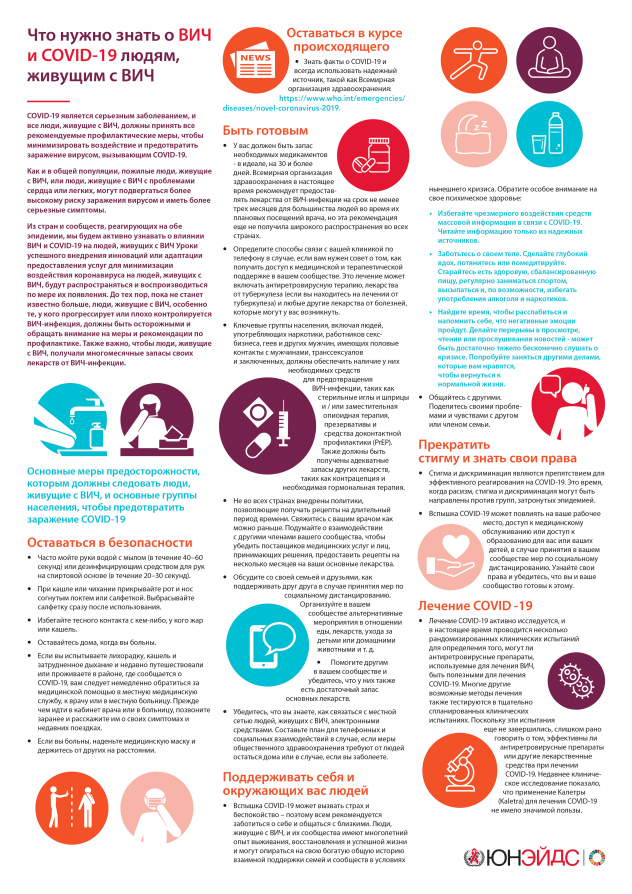 Что нужно знать о ВИЧ
и COVID-19 людям,
живущим с ВИЧ
COVID-19 является серьезным заболеванием, и
все люди, живущие с ВИЧ, должны принять все
рекомендуемые профилактические меры, чтобы
минимизировать воздействие и предотвратить
заражение вирусом, вызывающим COVID-19.
Как и в общей популяции, пожилые люди, живущие
с ВИЧ, или люди, живущие с ВИЧ с проблемами
сердца или легких, могут подвергаться более
высокому риску заражения вирусом и иметь более
серьезные симптомы.
Из стран и сообществ, реагирующих на обе
эпидемии, мы будем активно узнавать о влиянии
ВИЧ и COVID-19 на людей, живущих с ВИЧ Уроки
успешного внедрения инноваций или адаптации
предоставления услуг для минимизации
воздействия коронавируса на людей, живущих с
ВИЧ, будут распространяться и воспроизводиться
по мере их появления. До тех пор, пока не станет
известно больше, люди, живущие с ВИЧ, особенно
те, у кого прогрессирует или плохо контролируется
ВИЧ-инфекция, должны быть осторожными и
обращать внимание на меры и рекомендации по
профилактике. Также важно, чтобы люди, живущие
с ВИЧ, получали многомесячные запасы своих
лекарств от ВИЧ-инфекции.
Основные меры предосторожности,
которым должны следовать люди,
живущие с ВИЧ, и основные группы
населения, чтобы предотвратить
заражение COVID-19
Оставаться в безопасности
• Часто мойте руки водой с мылом (в течение 40–60
секунд) или дезинфицирующим средством для рук
на спиртовой основе (в течение 20–30 секунд).
• При кашле или чихании прикрывайте рот и нос
согнутым локтем или салфеткой. Выбрасывайте
салфетку сразу после использования.
• Избегайте тесного контакта с кем-либо, у кого жар
или кашель.
• Оставайтесь дома, когда вы больны.
• Если вы испытываете лихорадку, кашель и
затрудненное дыхание и недавно путешествовали
или проживаете в районе, где сообщается о
COVID-19, вам следует немедленно обратиться за
медицинской помощью в местную медицинскую
службу, к врачу или в местную больницу. Прежде
чем идти в кабинет врача или в больницу, позвоните
заранее и расскажите им о своих симптомах и
недавних поездках.
• Если вы больны, наденьте медицинскую маску и
держитесь от других на расстоянии.
NEWS
Оставаться в курсе
происходящего
• Знать факты о COVID-19 и
всегда использовать надежный
источник, такой как Всемирная
организация здравоохранения:
https://www.who.int/emergencies/
diseases/novel-coronavirus-2019.
Быть готовым
• У вас должен быть запас
необходимых медикаментов
- в идеале, на 30 и более
дней. Всемирная организация
здравоохранения в настоящее
время рекомендует предостав-
лять лекарства от ВИЧ-инфекции на срок не менее
трех месяцев для большинства людей во время их
плановых посещений врача, но эта рекомендация
еще не получила широкого распространения во всех
странах.
• Определите способы связи с вашей клиникой по
телефону в случае, если вам нужен совет о том, как
получить доступ к медицинской и терапевтической
поддержке в вашем сообществе. Это лечение может
включать антиретровирусную терапию, лекарства
от туберкулеза (если вы находитесь на лечении от
туберкулеза) и любые другие лекарства от болезней,
которые могут у вас возникнуть.
• Ключевые группы населения, включая людей,
употребляющих наркотики, работников секс-
бизнеса, геев и других мужчин, имеющих половые
контакты с мужчинами, транссексуалов
и заключенных, должны обеспечить наличие у них
необходимых средств
для предотвращения
ВИЧ-инфекции, таких как
стерильные иглы и шприцы
и / или заместительная
опиоидная терапия,
презервативы и
средства доконтактной
профилактики (PrEP).
Также должны быть
получены адекватные
запасы других лекарств,
таких как контрацепция и
необходимая гормональная терапия.
• Не во всех странах внедрены политики,
позволяющие получать рецепты на длительный
период времени. Свяжитесь с вашим врачом как
можно раньше. Подумайте о взаимодействии
с другими членами вашего сообщества, чтобы
убедить поставщиков медицинских услуг и лиц,
принимающих решения, предоставить рецепты на
несколько месяцев на ваши основные лекарства.
• Обсудите со своей семьей и друзьями, как
поддерживать друг друга в случае принятия мер по
социальному дистанцированию.
Организуйте в вашем
сообществе альтернативные
мероприятия в отношении
еды, лекарств, ухода за
детьми или домашними
животными и т. д.
• Помогите другим
в вашем сообществе и
убедитесь, что у них также
есть достаточный запас
основных лекарств.
• Убедитесь, что вы знаете, как связаться с местной
сетью людей, живущих с ВИЧ, электронными
средствами. Составьте план для телефонных и
социальных взаимодействий в случае, если меры
общественного здравоохранения требуют от людей
остаться дома или в случае, если вы заболеете.
Поддерживать себя и
окружающих вас людей
• Вспышка COVID-19 может вызвать страх и
беспокойство – поэтому всем рекомендуется
заботиться о себе и общаться с близкими. Люди,
живущие с ВИЧ, и их сообщества имеют многолетний
опыт выживания, восстановления и успешной жизни
и могут опираться на свою богатую общую историю
взаимной поддержки семей и сообществ в условиях
нынешнего кризиса. Обратите особое внимание на
свое психическое здоровье:
• Избегайте чрезмерного воздействия средств
массовой информации в связи с COVID-19.
Читайте информацию только из надежных
источников.
• Заботьтесь о своем теле. Сделайте глубокий
вдох, потянитесь или помедитируйте.
Старайтесь есть здоровую, сбалансированную
пищу, регулярно заниматься спортом,
высыпаться и, по возможности, избегать
употребления алкоголя и наркотиков.
• Найдите время, чтобы расслабиться и
напомнить себе, что негативные эмоции
пройдут. Делайте перерывы в просмотре,
чтении или прослушивании новостей - может
быть достаточно тяжело бесконечно слушать о
кризисе. Попробуйте заняться другими делами,
которые вам нравятся,
чтобы вернуться к
нормальной жизни.
• Общайтесь с другими.
Поделитесь своими пробле-
мами и чувствами с другом
или членом семьи.
Прекратить
стигму и знать свои права
• Стигма и дискриминация являются препятствием для
эффективного реагирования на COVID-19. Это время,
когда расизм, стигма и дискриминация могут быть
направлены против групп, затронутых эпидемией.
• Вспышка COVID-19 может повлиять на ваше рабочее
место, доступ к медицинскому
обслуживанию или доступ к
образованию для вас или ваших
детей, в случае принятия в вашем
сообществе мер по социальному
дистанцированию. Узнайте свои
права и убедитесь, что вы и ваше
сообщество готовы к этому.
Лечение COVID -19
• Лечение COVID-19 активно исследуется, и
в настоящее время проводится несколько
рандомизированных клинических испытаний
для определения того, могут ли
антиретровирусные препараты,
используемые для лечения ВИЧ,
быть полезными для лечения
COVID-19. Многие другие
возможные методы лечения
также тестируются в тщательно
спланированных клинических
испытаниях. Поскольку эти испытания
еще не завершились, слишком рано
говорить о том, эффективны ли
антиретровирусные препараты
или другие лекарственные
средства при лечении
COVID-19. Недавнее клиниче-
ское исследование показало,
что применение Калетры
(Kaletra) для лечения COVID-19
не имело значимой пользы.
ЮНЭЙДС